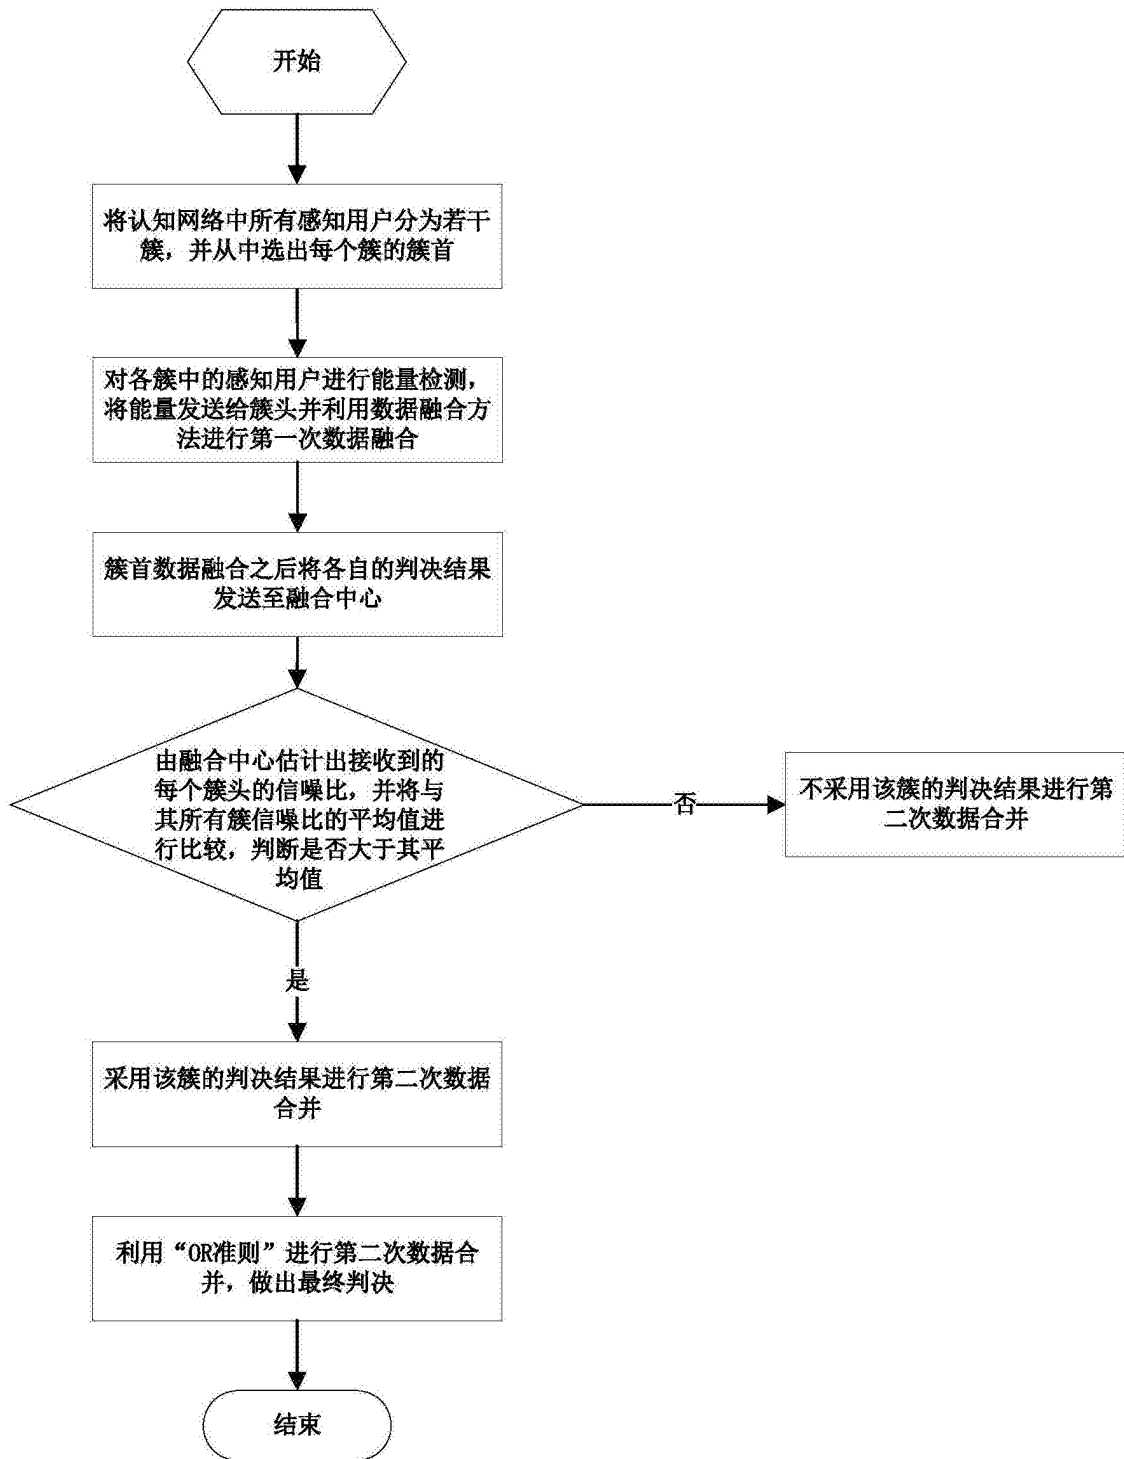 开始
将认知网络中所有感知用户分为若干
簇，并从中选出每个簇的簇首
对各簇中的感知用户进行能量检测，
将能量发送给簇头并利用数据融合方
法进行第一次数据融合
簇首数据融合之后将各自的判决结果
发送至融合中心
由融合中心估计出接收到的
每个簇头的信噪比，并将与
其所有簇信噪比的平均值进
行比较，判断是否大于其平
均值
否
不采用该簇的判决结果进行第
二次数据合并
是
采用该簇的判决结果进行第二次数据
合并
利用“OR准则”进行第二次数据合
并，做出最终判决
结束